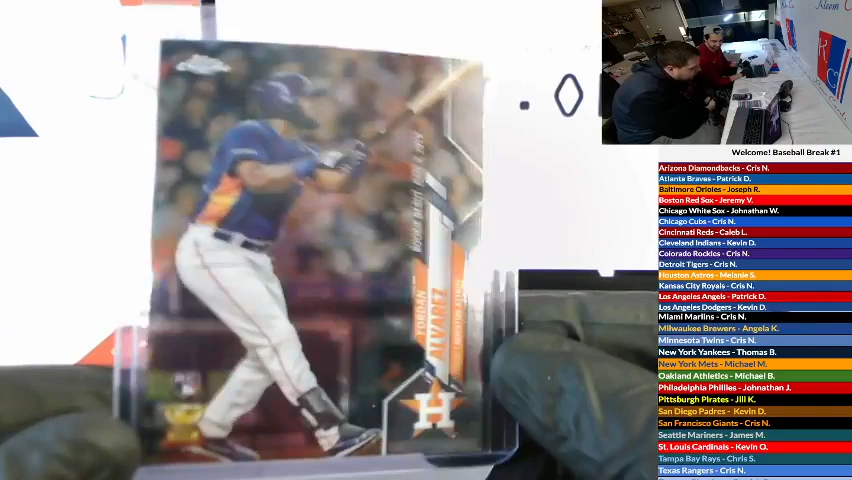 Welcome! Baseball Break #1
Arizona Diamondbacks - Cris N.
Atlanta Braves - Patrick D.
Baltimore Orioles - Joseph R.
Boston Red Sox - Jeremy V.
Chicago White Sox - Johnathan W.
Chicago Cubs - Cris N.
Cincinnati Reds - Caleb L.
Cleveland Indians - Kevin D.
Colorado Rockies - Cris N.
Detroit Tigers - Cris N.
Houston Astros - Melanie S.
Kansas City Royals - Cris N.
Los Angeles Angels - Patrick D.
Los Angeles Dodgers - Kevin D.
Miami Marlins - Cris N.
Milwaukee Brewers - Angela K.
Minnesota Twins - Cris N.
New York Yankees - Thomas B.
New York Mets - Michael M.
Oakland Athletics - Michael B.
Philadelphia Phillies - Johnathan J.
Pittsburgh Pirates - Jill K.
San Diego Padres - Kevin D.
San Francisco Giants - Cris N.
Seattle Mariners - James M.
St. Louis Cardinals - Kevin O.
Tampa Bay Rays - Chris S.
Texas Rangers - Cris N.
YORDAN
ALVAREZ
HOUSTON ASTROS
H